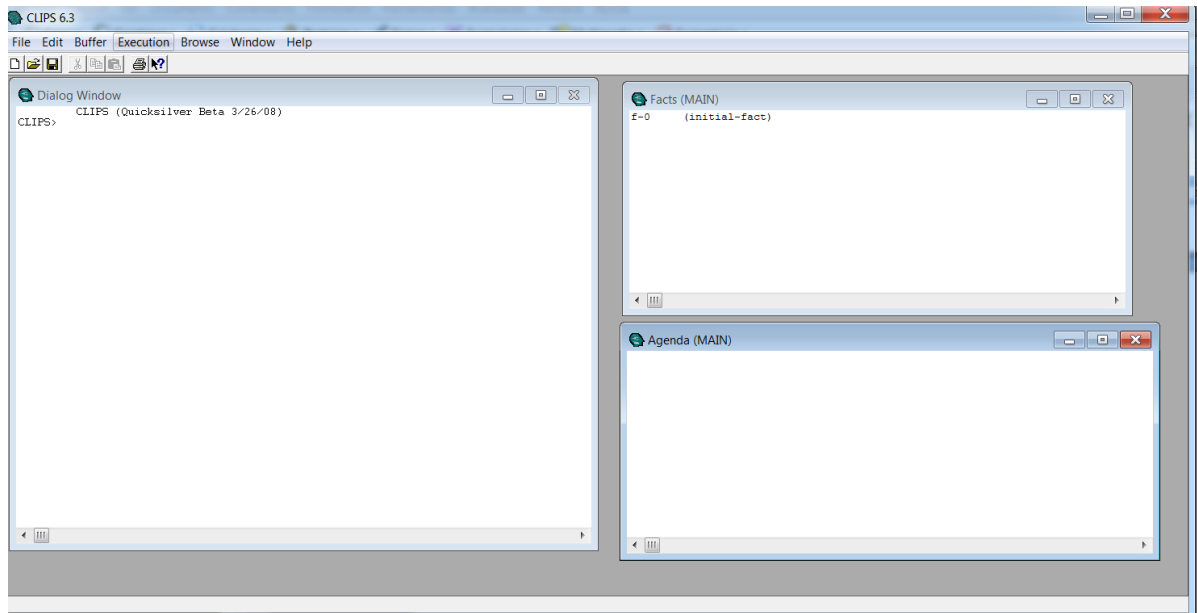 CLIPS 6.3
File Edit Buffer Execution Browse Window Help
Dialog Window
CLIPS (Quicksilver Beta 3/26/08)
CLIPS>
Facts (MAIN)
f-0 (initial-fact)
Agenda (MAIN)